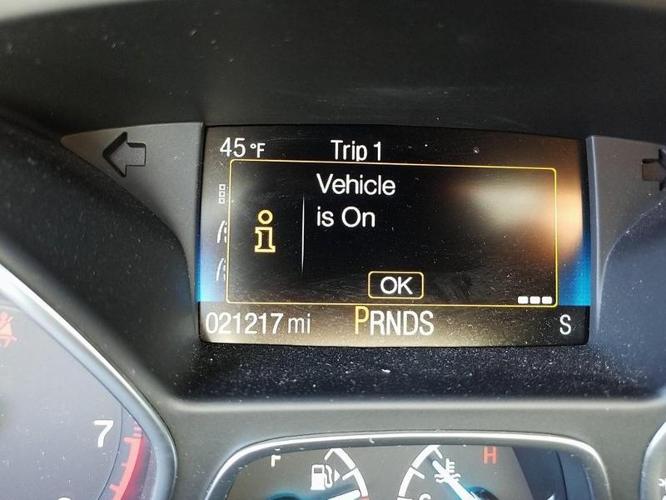 45°F Trip 1
Vehicle
is On
i
OK
021217 mi PRNDS S
7
F H